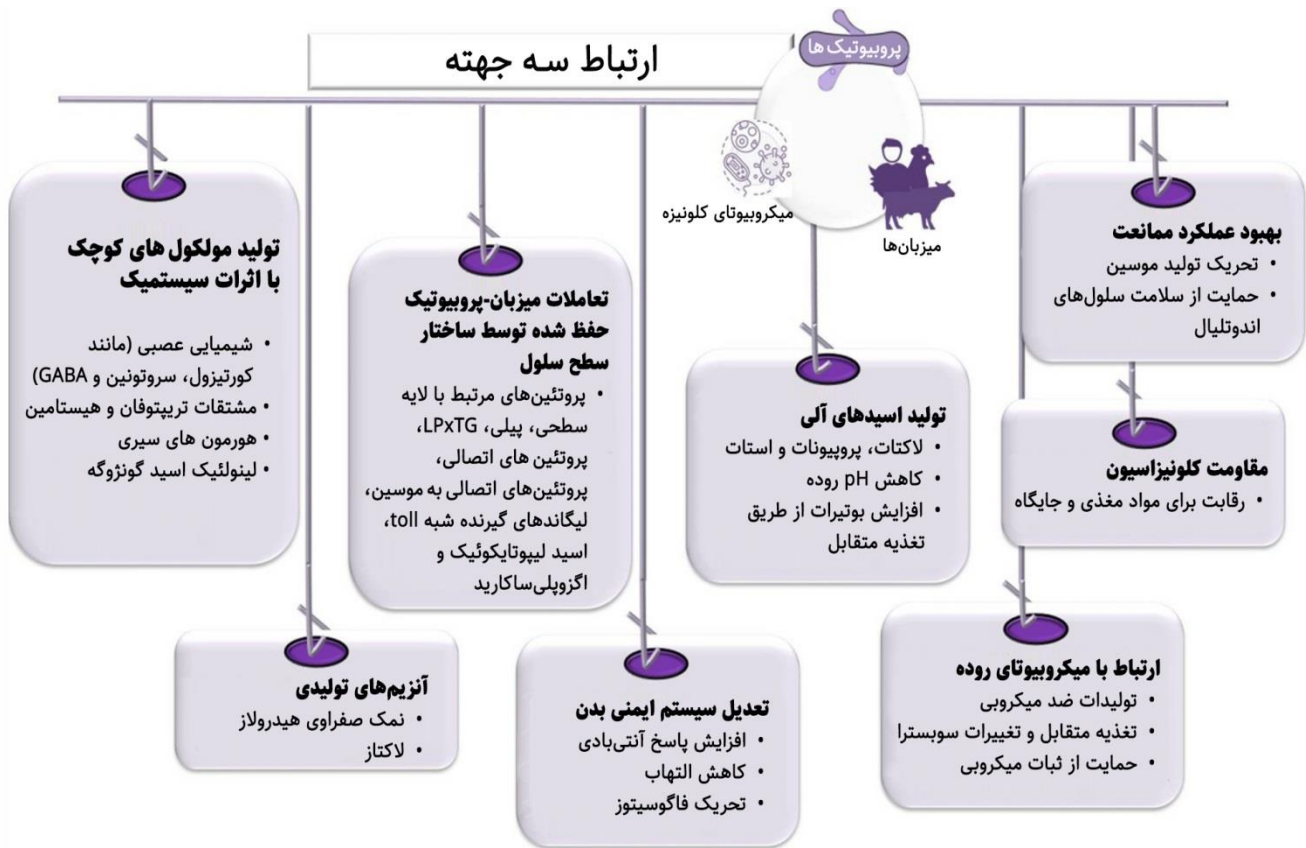 پروبیوتیک ها
ارتباط سه جهته
میکروبیوتای کلونیزه
میزبان‌ها
بهبود عملکرد ممانعت
• تحریک تولید موسین
• حمایت از سلامت سلول‌های
اندوتلیال
مقاومت کلونیزاسیون
• رقابت برای مواد مغذی و جایگاه
ارتباط با میکروبیوتای روده
• تولیدات ضد میکروبی
• تغذیه متقابل و تغییرات سوبسترا
• حمایت از ثبات میکروبی
تولید اسیدهای آلی
• لاکتات، پروپیونات و استات
• کاهش pH روده
• افزایش بوتیرات از طریق
تغذیه متقابل
تعدیل سیستم ایمنی بدن
• افزایش پاسخ آنتی‌بادی
• کاهش التهاب
• تحریک فاگوسیتوز
تعاملات میزبان-پروبیوتیک
حفظ شده توسط ساختار
سطح سلول
• پروتئین‌های مرتبط با لایه
سطحی، پیلی، LPxTG،
پروتئین های اتصالی،
پروتئین‌های اتصالی به موسین،
لیگاندهای گیرنده شبه toll،
اسید لیپوتایکوئیک و
اگزوپلی‌ساکارید
آنزیم‌های تولیدی
• نمک صفراوی هیدرولاز
• لاکتاز
تولید مولکول های کوچک
با اثرات سیستمیک
• شیمیایی عصبی (مانند
کورتیزول، سروتونین و GABA)
• مشتقات تریپتوفان و هیستامین
• هورمون های سیری
• لینولئیک اسید گونژوگه